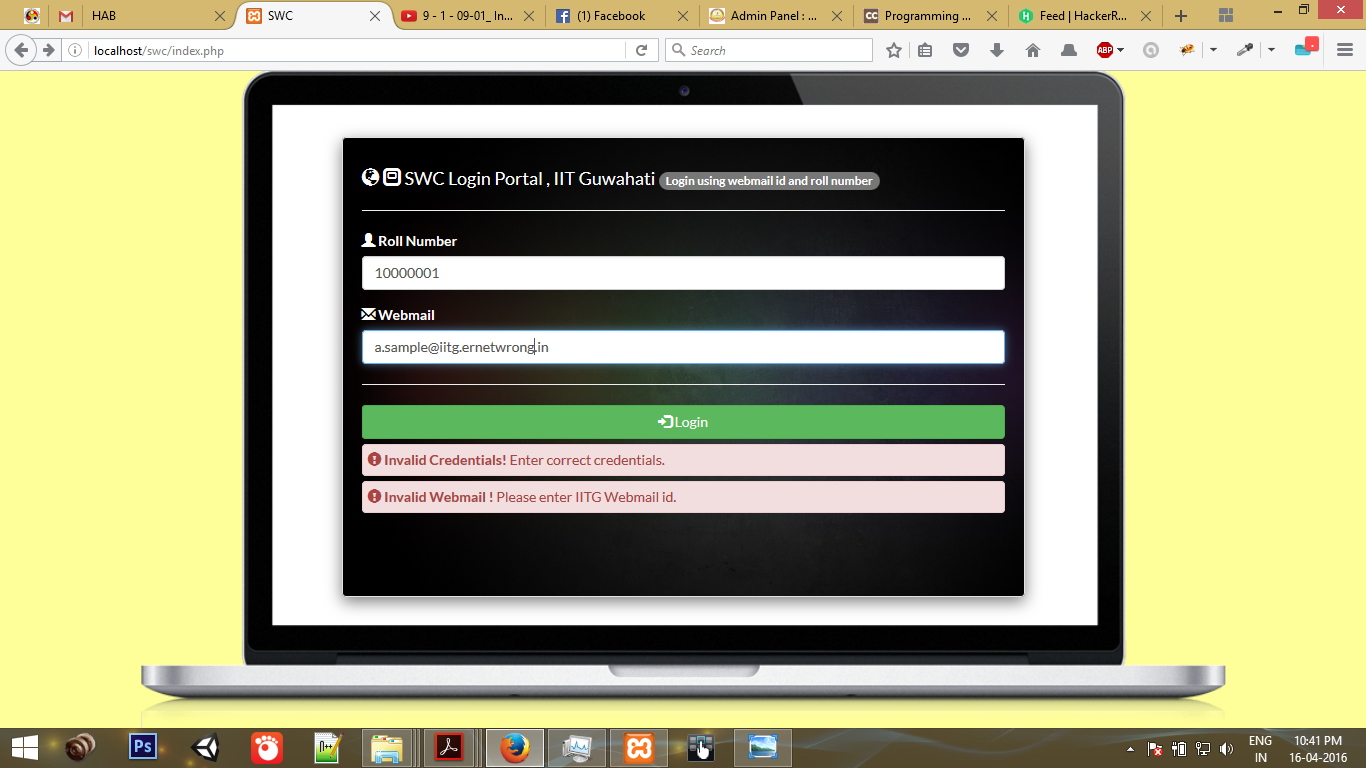 HAB
SWC
9 - 1 - 09-01_ In...
(1) Facebook
Admin Panel : ...
CC
Programming ...
H
Feed | HackerR...
localhost/swc/index.php
Search
ABP
SWC Login Portal , IIT Guwahati Login using webmail id and roll number
Roll Number
10000001
Webmail
a.sample@iitg.ernetwrong.in
Login
Invalid Credentials! Enter correct credentials.
Invalid Webmail ! Please enter IITG Webmail id.
Ps
n++
ENG
IN
10:41 PM
16-04-2016